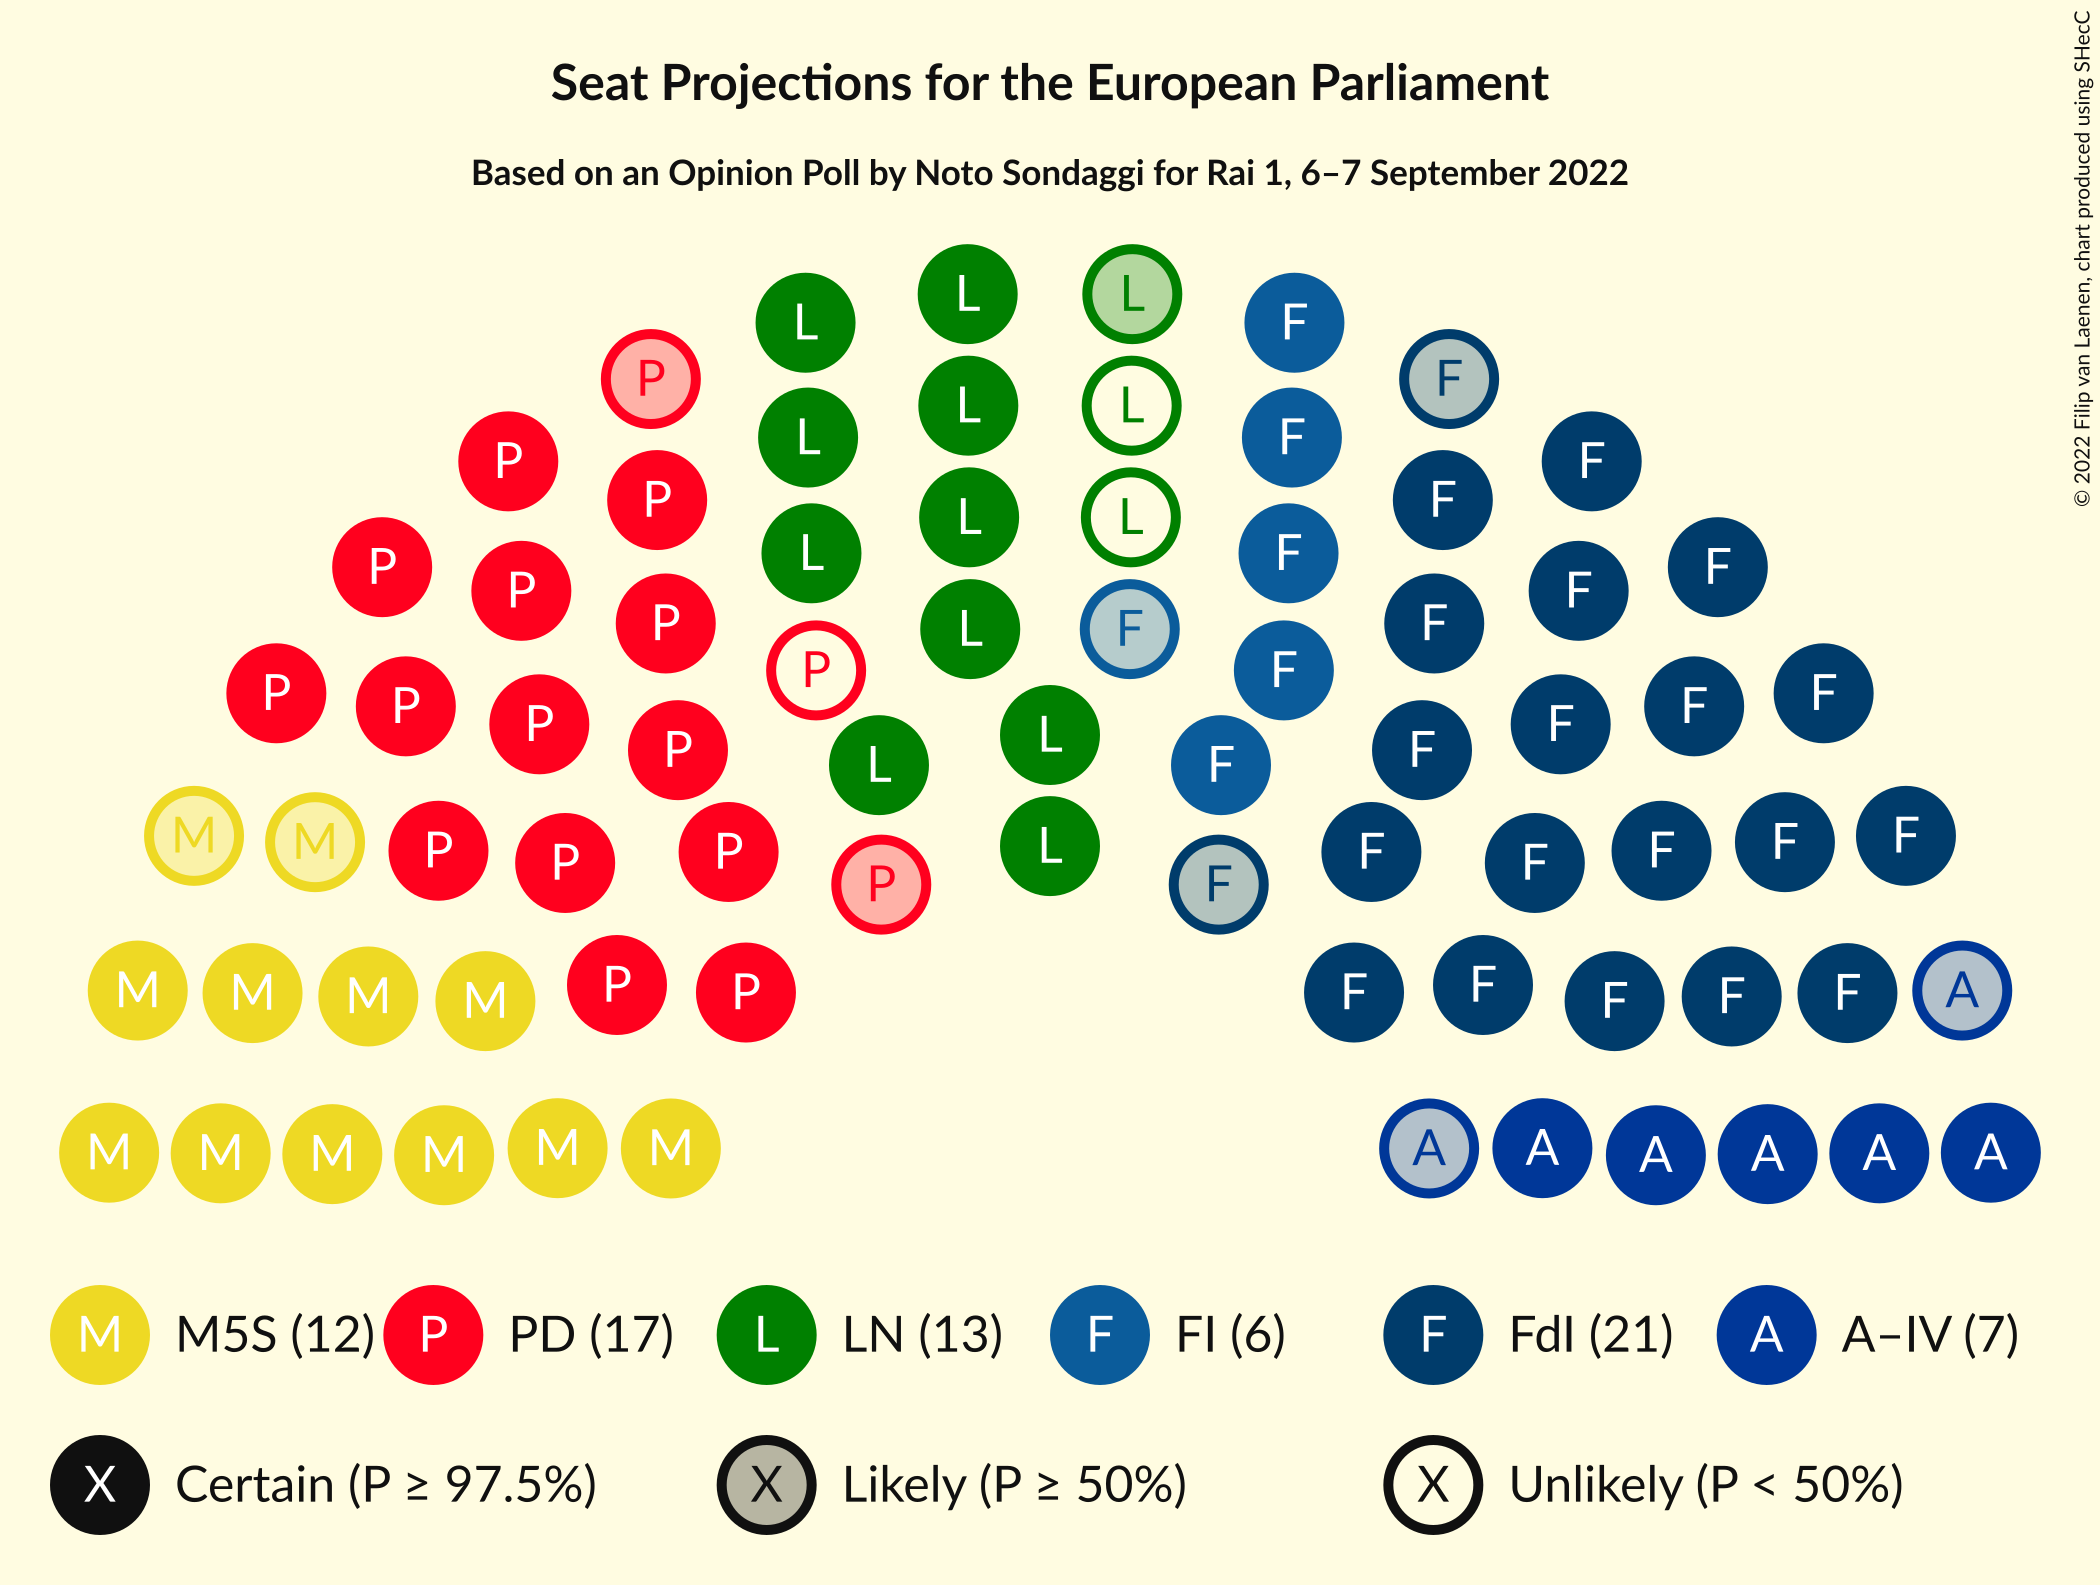 Seat Projections for the European Parliament
Based on an Opinion Poll by Noto Sondaggi for Rai 1, 6–7 September 2022
© 2022 Filip van Laenen, chart produced using SHecC
L L
L F
P F
L L
P L F F
P P F F
L L
P P L F F F
P P F F
L F
P P F F
P P P P F F F F
L
L F
M M P P P L F F F F F
P F
M M M M P P F F F F F A
M M M M M M A A A A A A
M M5S (12) P PD (17) L LN (13) F FI (6) F FdI (21) A A–IV (7)
X Certain (P ≥ 97.5%) X Likely (P ≥ 50%) X Unlikely (P < 50%)